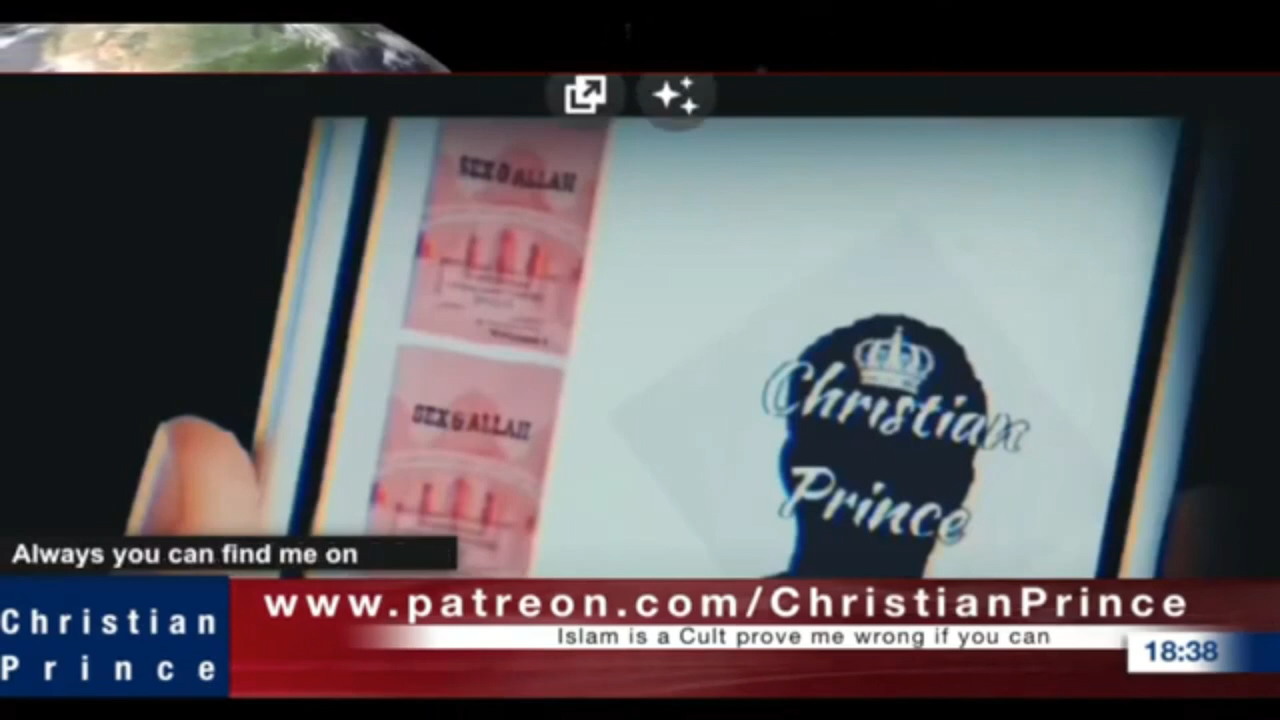 SEX & ALLAH
SEX & ALLAH
Christian
Prince
Always you can find me on
Christian
Prince
www.patreon.com/ChristianPrince
Islam is a Cult prove me wrong if you can
18:38